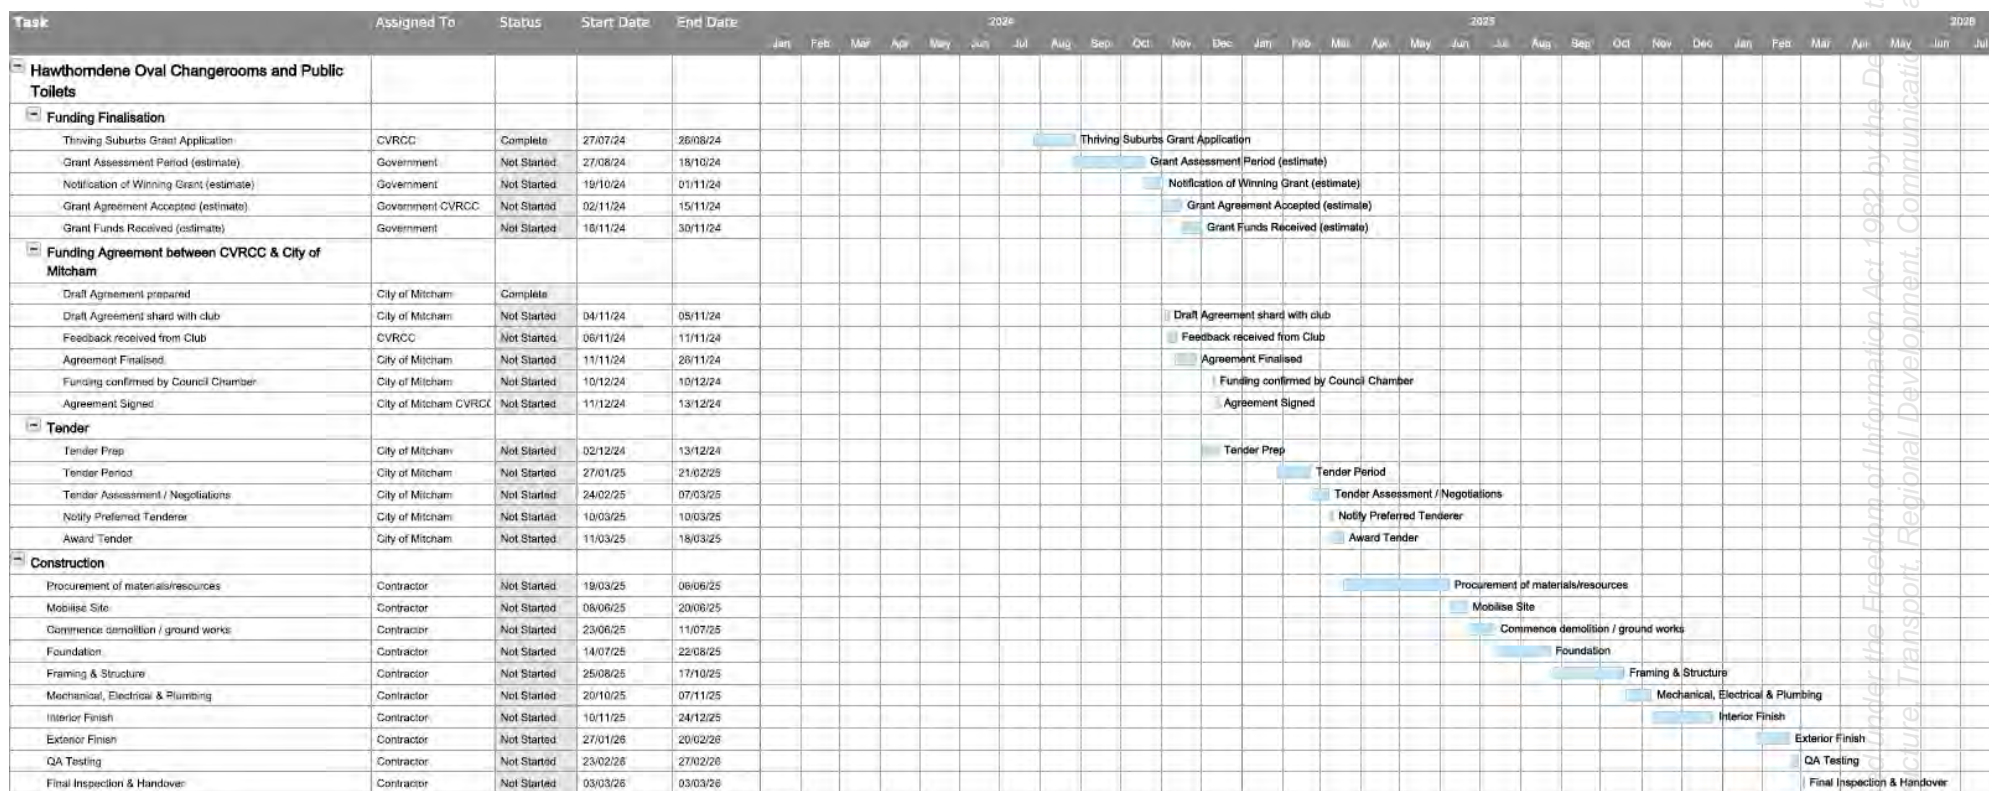 Task Assigned To Status Start Date End Date 2024 2025 2026
Jan Feb Mar Apr May Jun Jul Aug Sep Oct Nov Dec Jan Feb Mar Apr May Jun Jul Aug Sep Oct Nov Dec Jan Feb Mar Apr May Jun Jul
Hawthorndene Oval Changerooms and Public
Toilets
Funding Finalisation
Thriving Suburbs Grant Application CVRCC Complete 27/07/24 26/08/24 Thriving Suburbs Grant Application
Grant Assessment Period (estimate) Government Not Started 27/08/24 18/10/24 Grant Assessment Period (estimate)
Notification of Winning Grant (estimate) Government Not Started 19/10/24 01/11/24 Notification of Winning Grant (estimate)
Grant Agreement Accepted (estimate) Government CVRCC Not Started 02/11/24 15/11/24 Grant Agreement Accepted (estimate)
Grant Funds Received (estimate) Government Not Started 16/11/24 30/11/24 Grant Funds Received (estimate)
Funding Agreement between CVRCC & City of
Mitcham
Draft Agreement prepared City of Mitcham Complete
Draft Agreement shard with club City of Mitcham Not Started 04/11/24 05/11/24 Draft Agreement shard with club
Feedback received from Club CVRCC Not Started 06/11/24 11/11/24 Feedback received from Club
Agreement Finalised City of Mitcham Not Started 11/11/24 26/11/24 Agreement Finalised
Funding confirmed by Council Chamber City of Mitcham Not Started 10/12/24 10/12/24 Funding confirmed by Council Chamber
Agreement Signed City of Mitcham CVRCC Not Started 11/12/24 13/12/24 Agreement Signed
Tender
Tender Prep City of Mitcham Not Started 02/12/24 13/12/24 Tender Prep
Tender Period City of Mitcham Not Started 27/01/25 21/02/25 Tender Period
Tender Assessment / Negotiations City of Mitcham Not Started 24/02/25 07/03/25 Tender Assessment / Negotiations
Notify Preferred Tenderer City of Mitcham Not Started 10/03/25 10/03/25 Notify Preferred Tenderer
Award Tender City of Mitcham Not Started 11/03/25 18/03/25 Award Tender
Construction
Procurement of materials/resources Contractor Not Started 19/03/25 06/06/25 Procurement of materials/resources
Mobilise Site Contractor Not Started 08/06/25 20/06/25 Mobilise Site
Commence demolition / ground works Contractor Not Started 23/06/25 11/07/25 Commence demolition / ground works
Foundation Contractor Not Started 14/07/25 22/08/25 Foundation
Framing & Structure Contractor Not Started 25/08/25 17/10/25 Framing & Structure
Mechanical, Electrical & Plumbing Contractor Not Started 20/10/25 07/11/25 Mechanical, Electrical & Plumbing
Interior Finish Contractor Not Started 10/11/25 24/12/25 Interior Finish
Exterior Finish Contractor Not Started 27/01/26 20/02/26 Exterior Finish
QA Testing Contractor Not Started 23/02/26 27/02/26 QA Testing
Final Inspection & Handover Contractor Not Started 03/03/26 03/03/26 Final Inspection & Handover
under the Freedom of Information Act 1982 by the
Transport, Regional Development, Communicatio